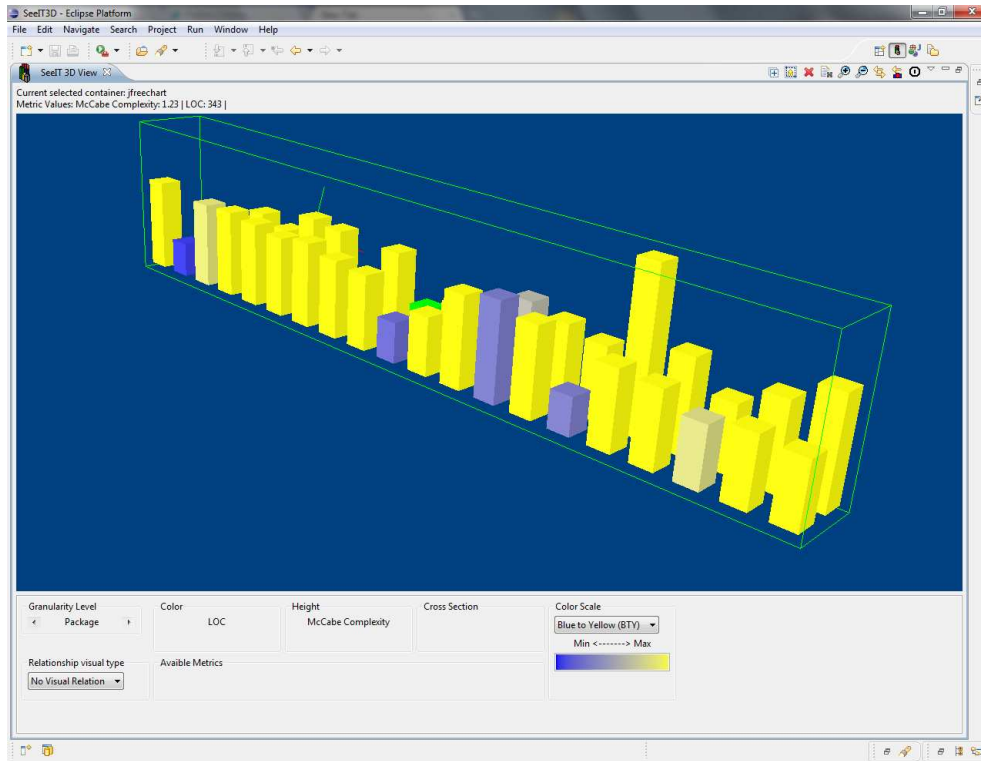 SeeIT3D - Eclipse Platform
File Edit Navigate Search Project Run Window Help
SeeIT 3D View
Current selected container: jfreechart
Metric Values: McCabe Complexity: 1.23 | LOC: 343 |
Granularity Level Color Height Cross Section Color Scale
Package LOC McCabe Complexity Blue to Yellow (BTY)
Min <-------> Max
Relationship visual type Avaible Metrics
No Visual Relation